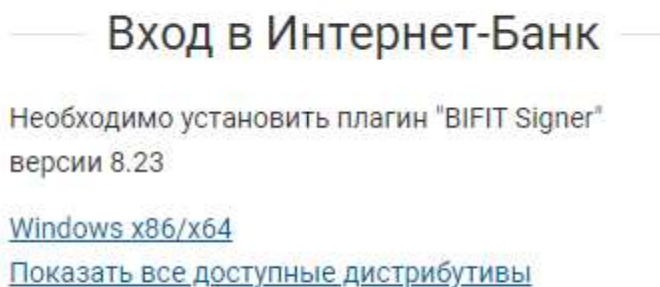 Вход в Интернет-Банк
Необходимо установить плагин "BIFIT Signer"
версии 8.23
Windows x86/x64
Показать все доступные дистрибутивы